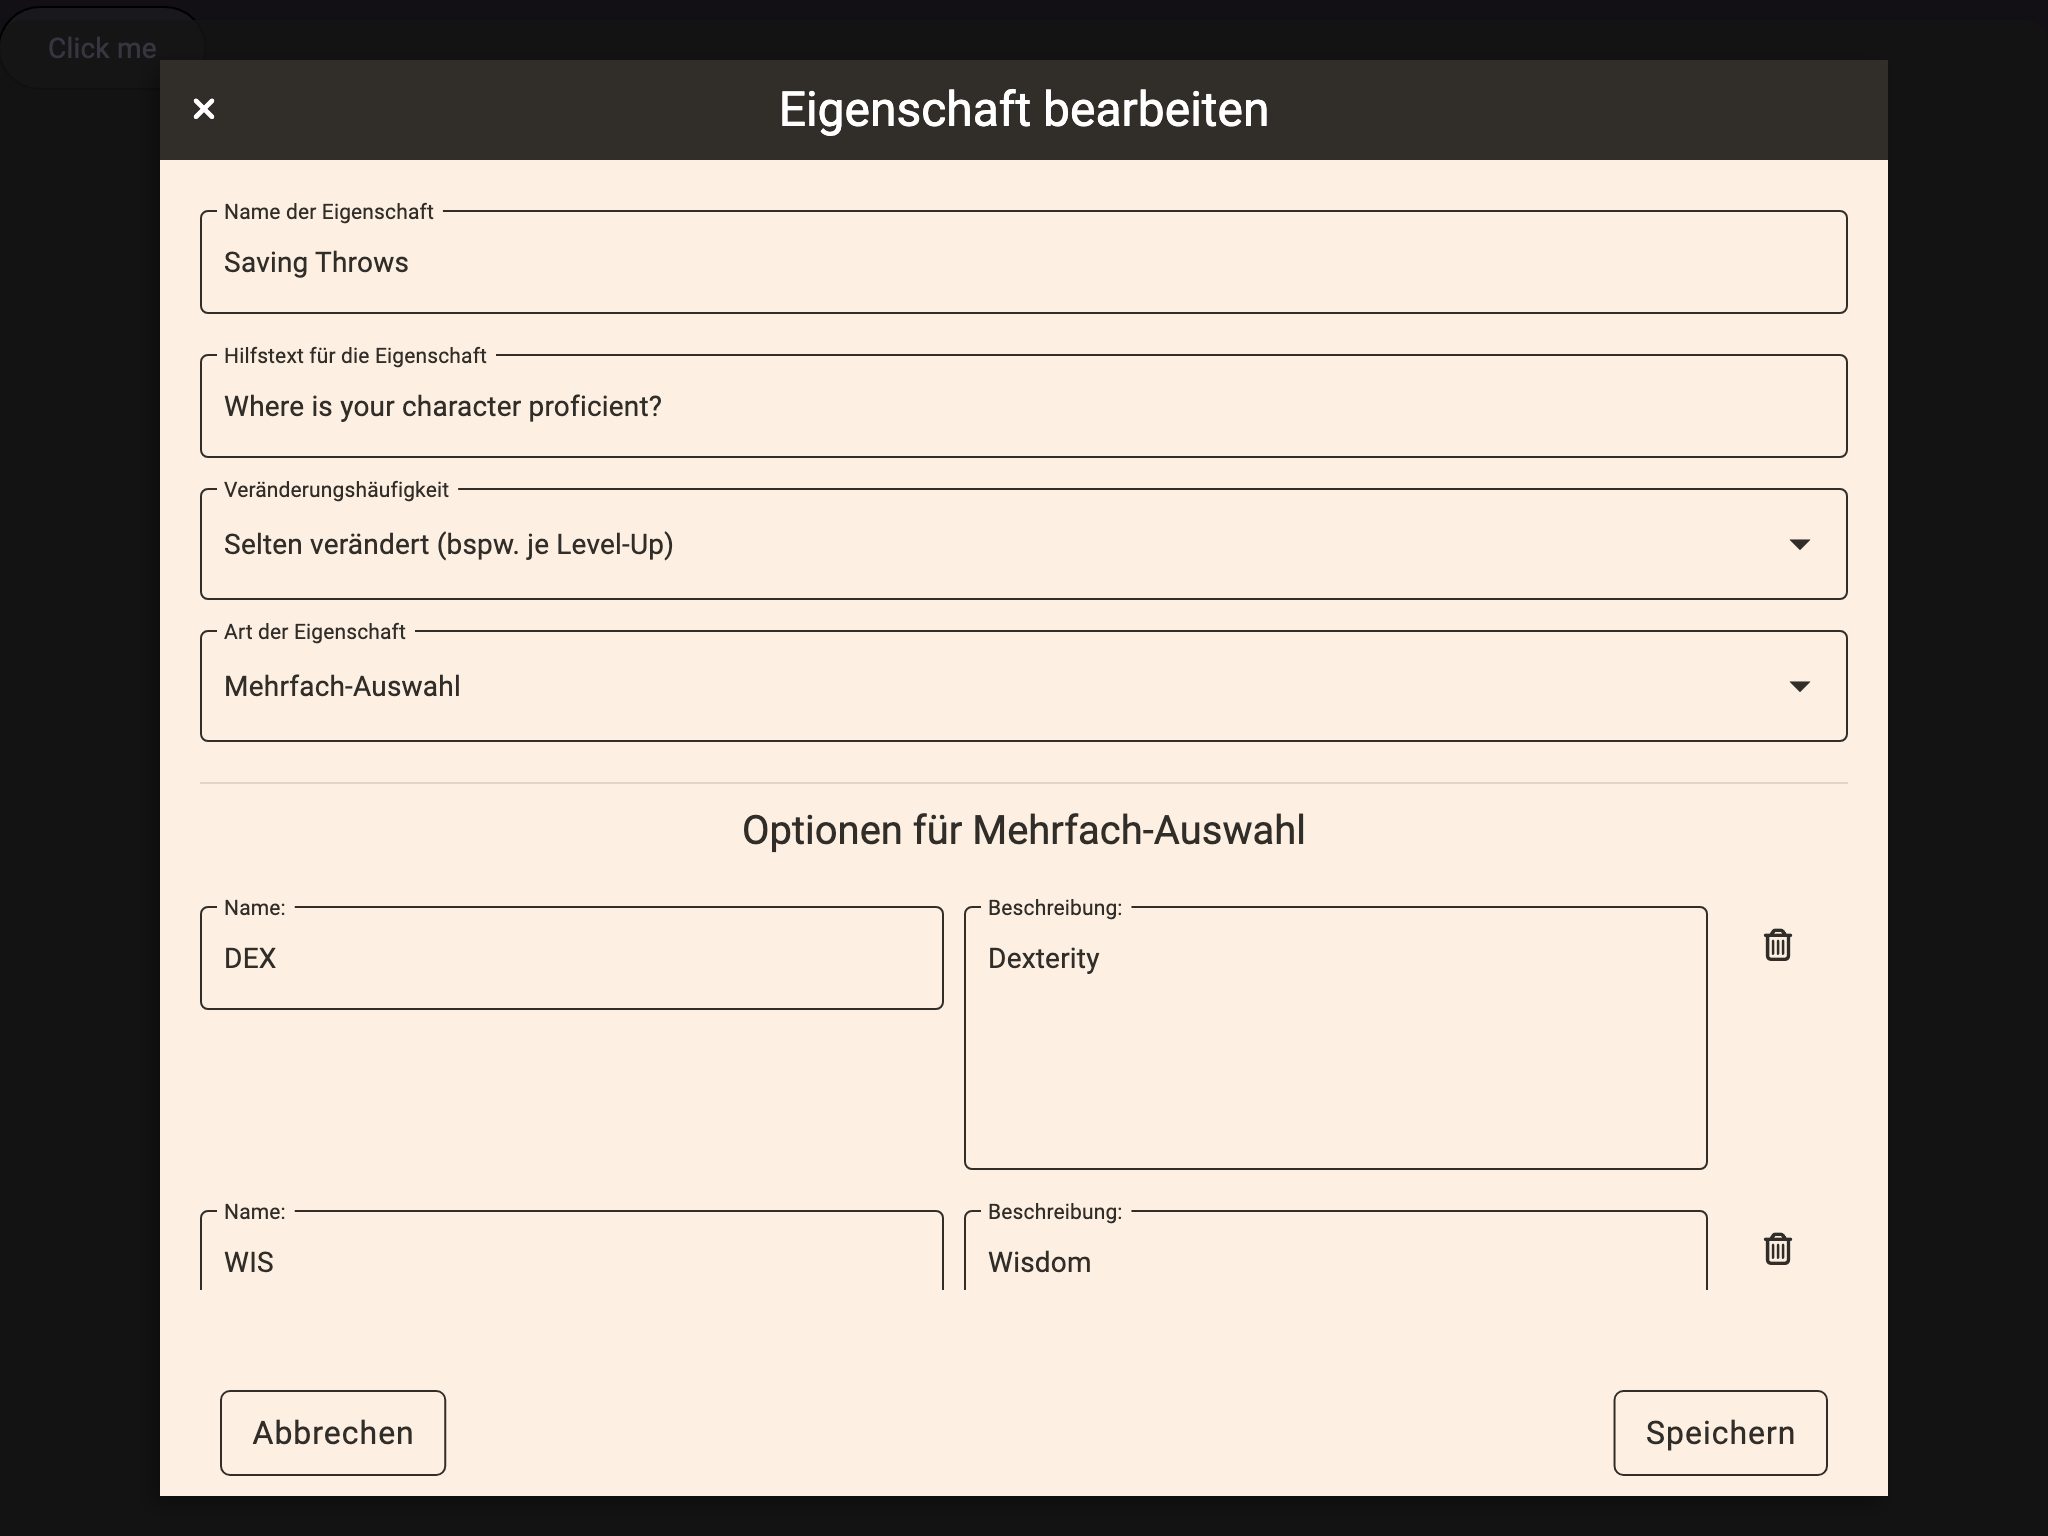 Click me
Eigenschaft bearbeiten
Name der Eigenschaft
Saving Throws
Hilfstext für die Eigenschaft
Where is your character proficient?
Veränderungshäufigkeit
Selten verändert (bspw. je Level-Up)
Art der Eigenschaft
Mehrfach-Auswahl
Optionen für Mehrfach-Auswahl
Name:
DEX
Beschreibung:
Dexterity
Name:
WIS
Beschreibung:
Wisdom
Abbrechen
Speichern